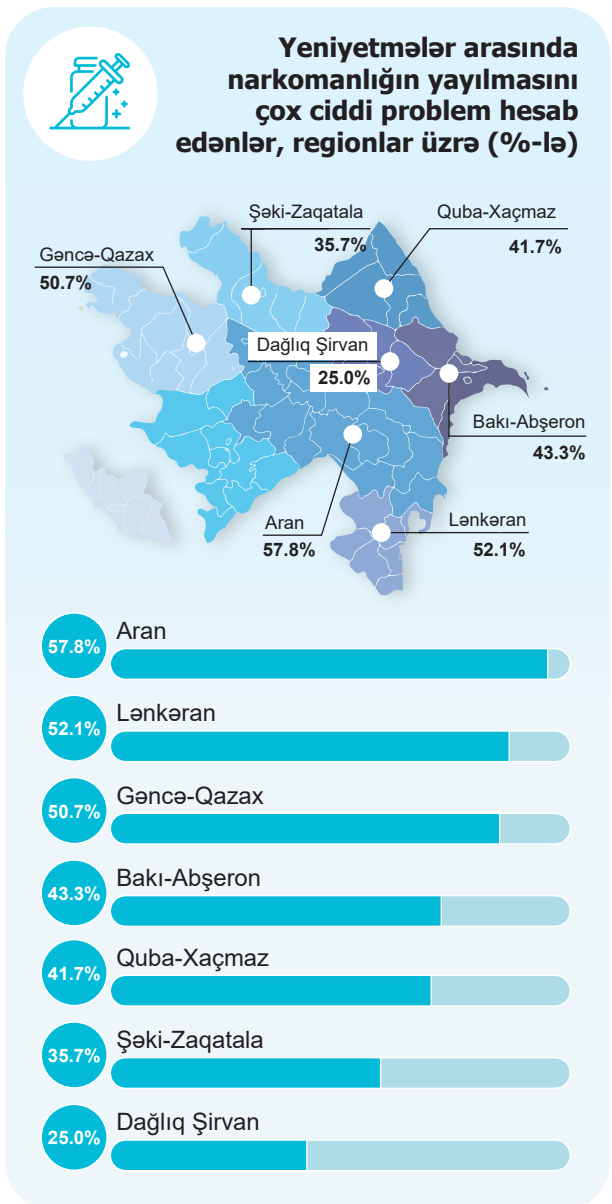 Yeniyetmələr arasında
narkomanlığın yayılmasını
çox ciddi problem hesab
edənlər, regionlar üzrə (%-lə)
Şəki-Zaqatala
35.7%
Quba-Xaçmaz
41.7%
Gəncə-Qazax
50.7%
Dağlıq Şirvan
25.0%
Bakı-Abşeron
43.3%
Aran
57.8%
Lənkəran
52.1%
57.8% Aran
52.1% Lənkəran
50.7% Gəncə-Qazax
43.3% Bakı-Abşeron
41.7% Quba-Xaçmaz
35.7% Şəki-Zaqatala
25.0% Dağlıq Şirvan